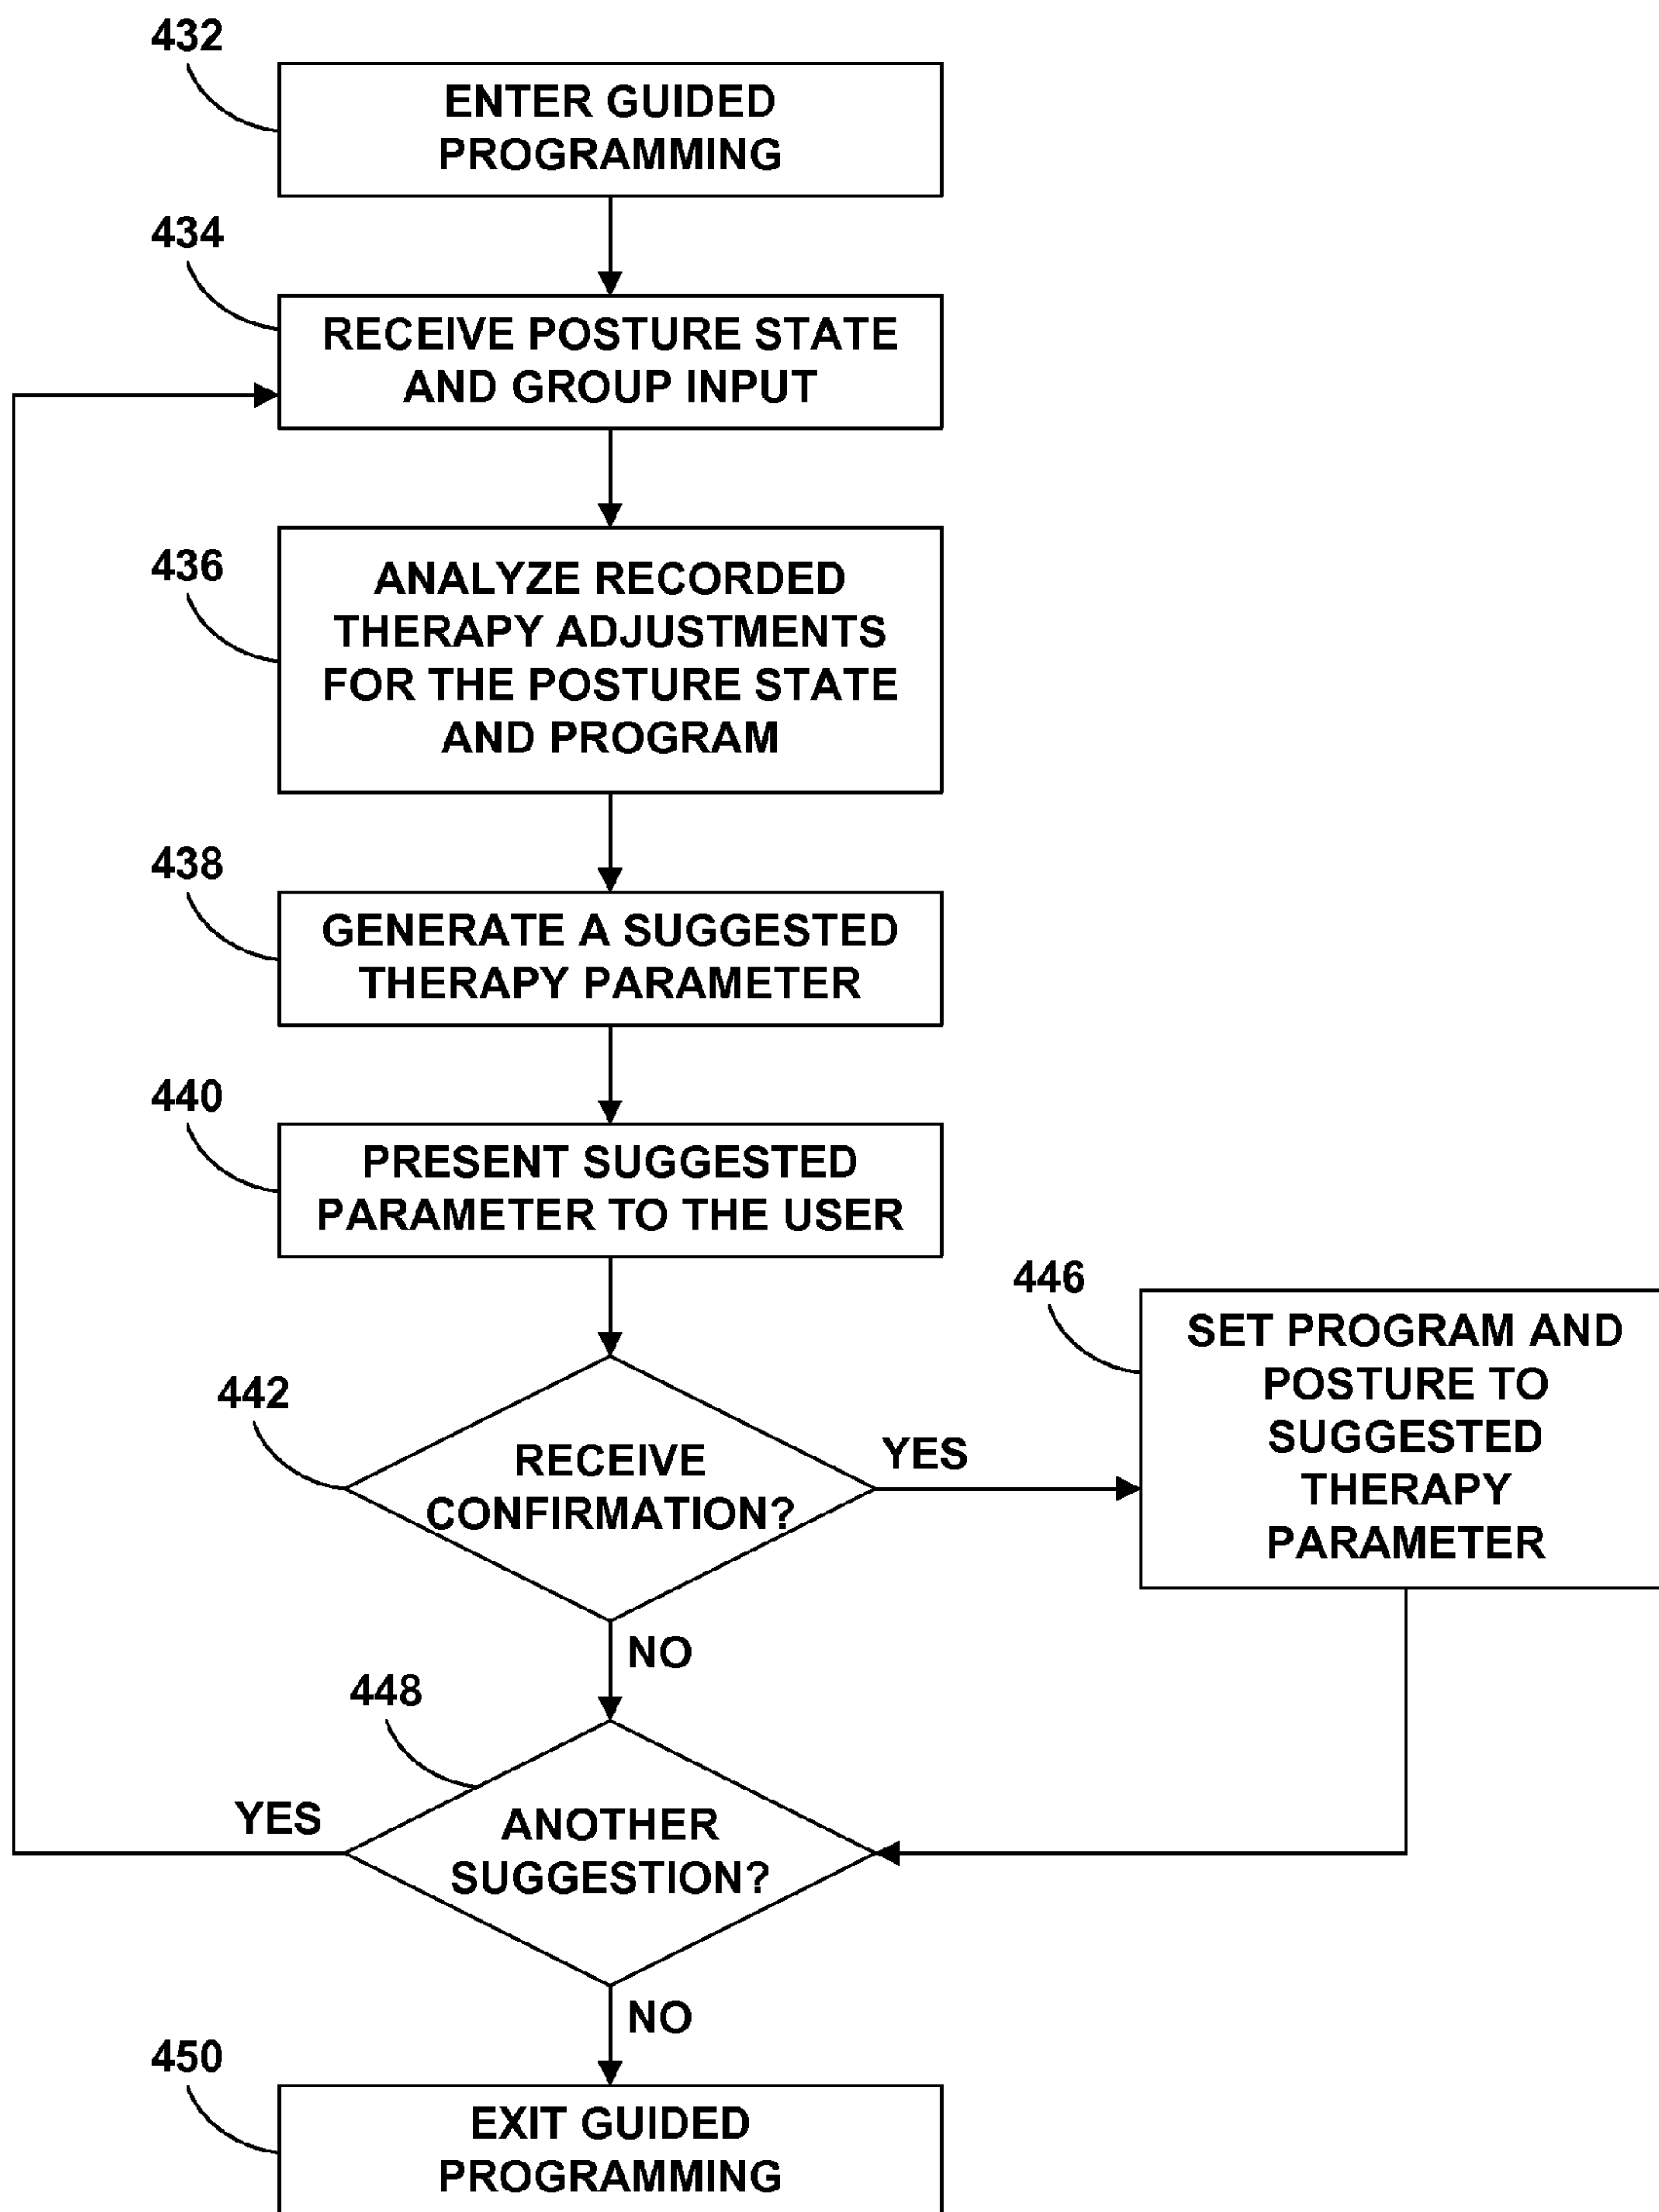 432
ENTER GUIDED
PROGRAMMING
434
RECEIVE POSTURE STATE
AND GROUP INPUT
436
ANALYZE RECORDED
THERAPY ADJUSTMENTS
FOR THE POSTURE STATE
AND PROGRAM
438
GENERATE A SUGGESTED
THERAPY PARAMETER
440
PRESENT SUGGESTED
PARAMETER TO THE USER
442
RECEIVE
CONFIRMATION?
YES
446
SET PROGRAM AND
POSTURE TO
SUGGESTED
THERAPY
PARAMETER
NO
448
ANOTHER
SUGGESTION?
YES
NO
450
EXIT GUIDED
PROGRAMMING